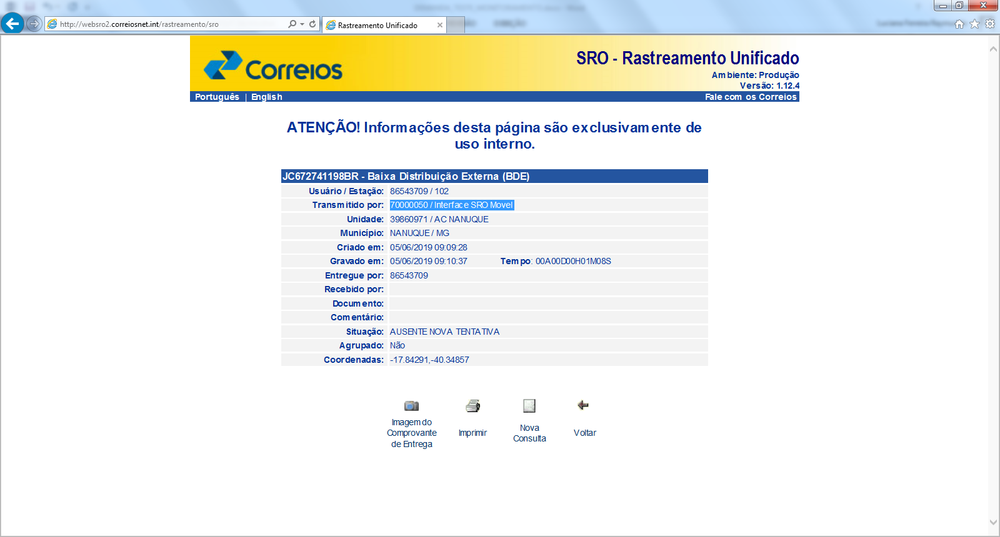 http://websro2.correiosnet.int/rastreamento/sro
Rastreamento Unificado
Correios
SRO - Rastreamento Unificado
Ambiente: Produção
Versão: 1.12.4
Português | English
Fale com os Correios
ATENÇÃO! Informações desta página são exclusivamente de
uso interno.
JC672741198BR - Baixa Distribuição Externa (BDE)
Usuário / Estação: 86543709 / 102
Transmitido por: 70000050 / Interface SRO Movel
Unidade: 39860971 / AC NANUQUE
Município: NANUQUE / MG
Criado em: 05/06/2019 09:09:28
Gravado em: 05/06/2019 09:10:37 Tempo: 00A00D00H01M08S
Entregue por: 86543709
Recebido por:
Documento:
Comentário:
Situação: AUSENTE NOVA TENTATIVA
Agrupado: Não
Coordenadas: -17.84291,-40.34857
Imagem do
Comprovante
de Entrega
Imprimir
Nova
Consulta
Voltar